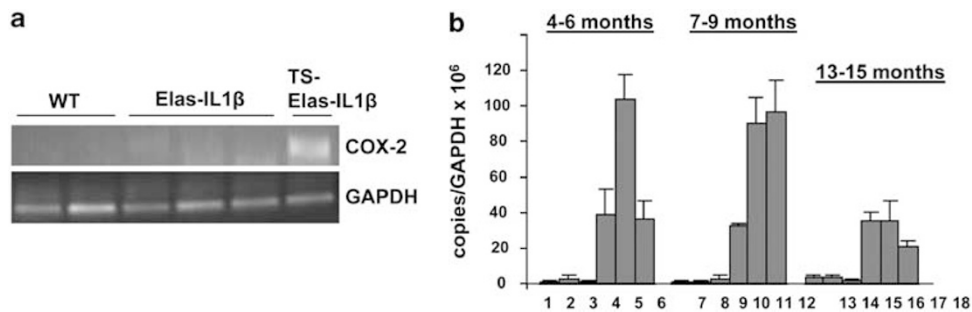 a
WT
Elas-IL1β
TS-
Elas-IL1β
COX-2
GAPDH
b
4-6 months
7-9 months
13-15 months
copies/GAPDH x 10⁶
120
100
80
60
40
20
0
1 2 3 4 5 6 7 8 9 10 11 12 13 14 15 16 17 18